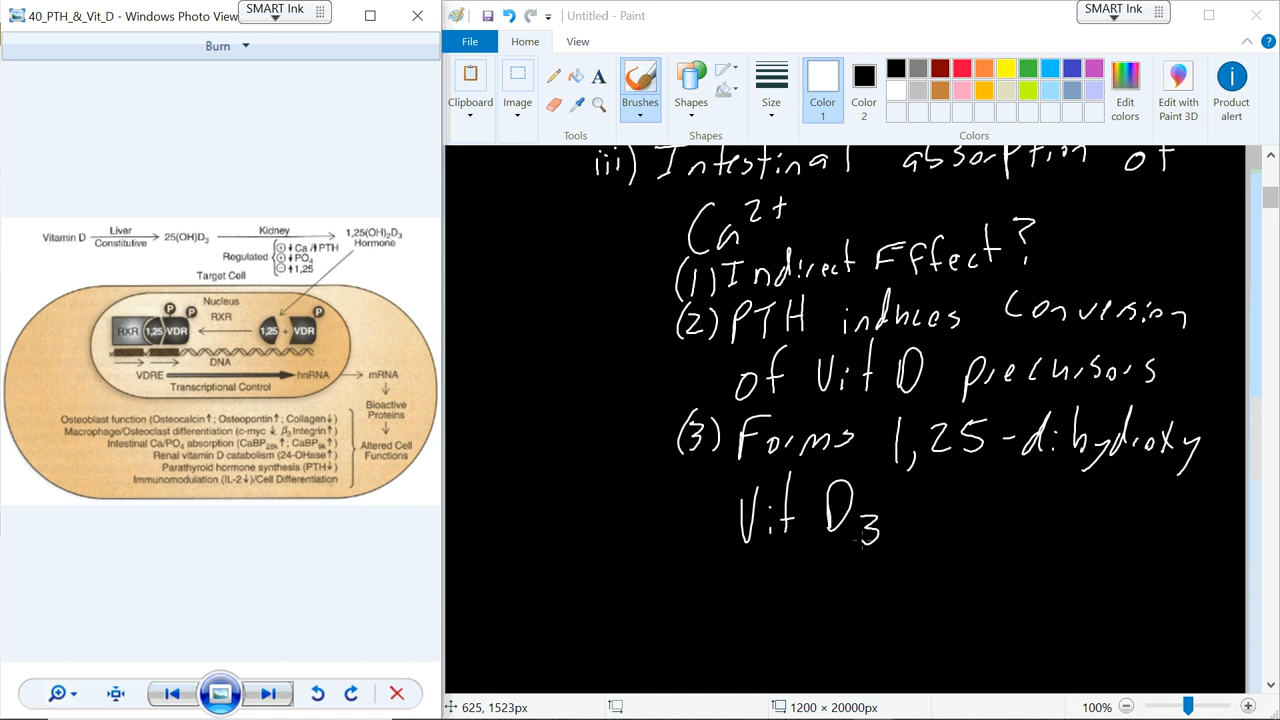 40_PTH_& Vit_D - Windows Photo View
SMART Ink
Burn
Vitamin D
Liver
Constitutive
25(OH)D3
Kidney
Regulated
+ ↓ Ca /↑ PTH
+ ↓ PO4
− ↑ 1,25
1,25(OH)2D3
Hormone
Target Cell
Nucleus
RXR
P
P
P
RXR
1,25
VDR
1,25
+
VDR
DNA
VDRE
hnRNA
mRNA
Transcriptional Control
Bioactive
Proteins
Altered Cell
Functions
Osteoblast function (Osteocalcin↑; Osteopontin↑; Collagen↓)
Macrophage/Osteoclast differentiation (c-myc ↓ β3 Integrin↑)
Intestinal Ca/PO4 absorption (CaBP28k↑; CaBP9k↑)
Renal vitamin D catabolism (24-OHase↑)
Parathyroid hormone synthesis (PTH↓)
Immunomodulation (IL-2↓)/Cell Differentiation
Untitled - Paint
SMART Ink
File
Home
View
Clipboard
Image
Tools
Brushes
Shapes
Shapes
Size
Color
1
Color
2
Colors
Edit
colors
Edit with
Paint 3D
Product
alert
iii) Intestinal absorption of
Ca2+
(1) Indirect Effect?
(2) PTH induces conversion
of Vit D precursors
(3) Forms 1,25-dihydroxy
Vit D3
625, 1523px
1200 × 20000px
100%